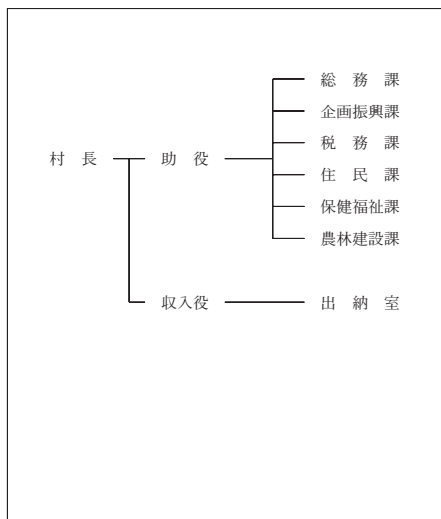 総務課
企画振興課
税務課
村長 助役
住民課
保健福祉課
農林建設課
収入役 出納室